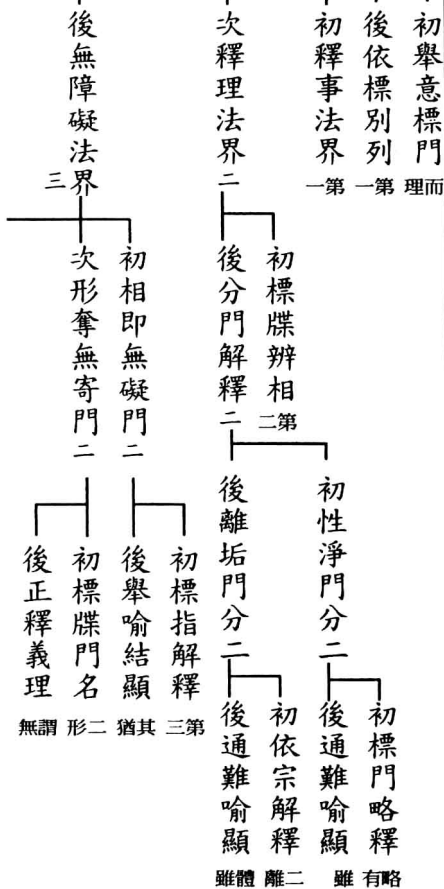 初舉意標門 而理
後依標別列 第一
初釋事法界 第一
次釋理法界二
初標牒辨相 第二
後分門解釋二
初性淨門分二
初標門略釋 略有
後通難喻顯 雖
後離垢門分二
初依宗解釋 二離
後通難喻顯 體雖
後無障礙法界三
初相即無礙門二
初標指解釋 第三
後舉喻結顯 其猶
次形奪無寄門二
初標牒門名 二形
後正釋義理 謂無